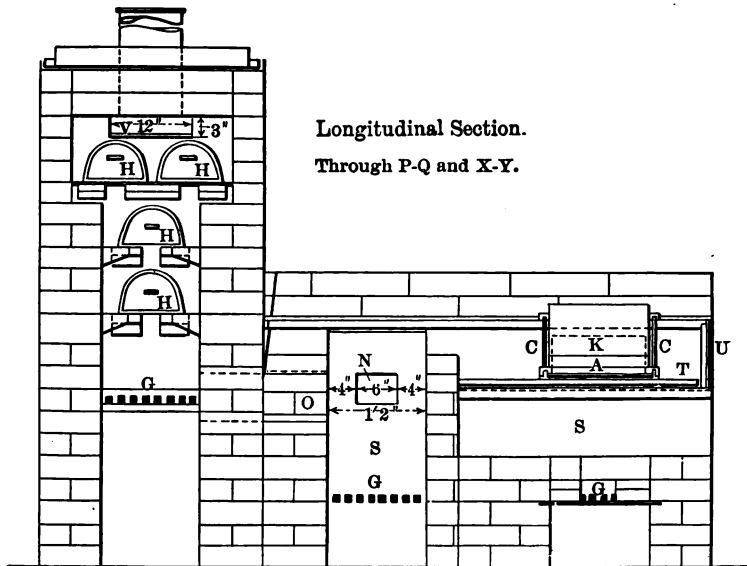 V 12" 3"
Longitudinal Section.
Through P-Q and X-Y.
H H
H
H
C K C U
A T
N
G 4" 6" 4"
O
1' 2"
S S
G G